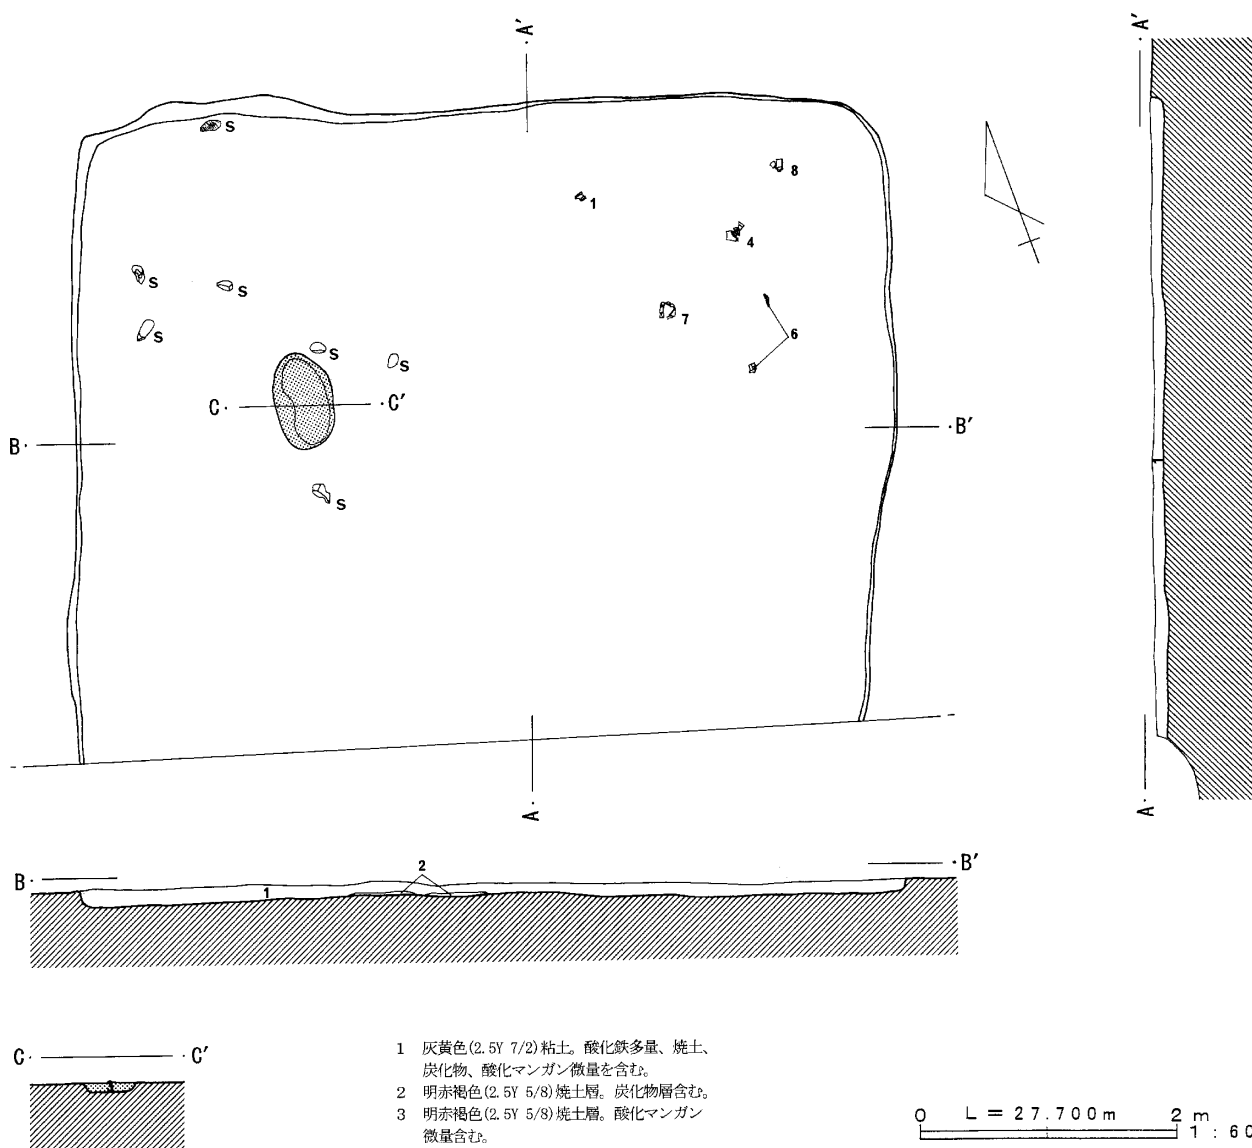 A'
A'
S
8
1
4
S
S
7
S
6
S
S
C C'
B B'
S
A
A
B B'
2
1
1
C C'
3
1 灰黄色(2.5Y 7/2)粘土。酸化鉄多量、焼土、
炭化物、酸化マンガン微量を含む。
2 明赤褐色(2.5Y 5/8)焼土層。炭化物層含む。
3 明赤褐色(2.5Y 5/8)焼土層。酸化マンガン
微量含む。
0 L=27.700m 2m
1:60